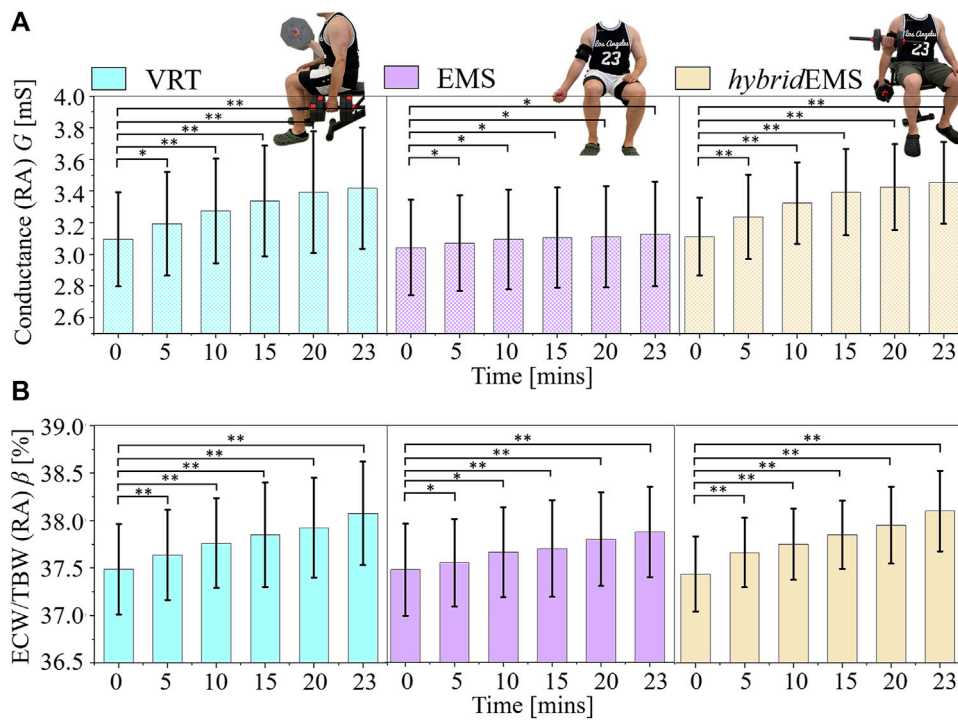 A
Los Angeles
23
Los Angeles
23
VRT
EMS
hybridEMS
Conductance (RA) G [mS]
4.0
3.8
3.6
3.4
3.2
3.0
2.8
2.6
** ** ** ** *
* * * * *
** ** ** ** **
0 5 10 15 20 23
0 5 10 15 20 23
0 5 10 15 20 23
Time [mins]
B
ECW/TBW (RA) β [%]
39.0
38.5
38.0
37.5
37.0
36.5
** ** ** ** **
** ** ** * *
** ** ** ** **
0 5 10 15 20 23
0 5 10 15 20 23
0 5 10 15 20 23
Time [mins]